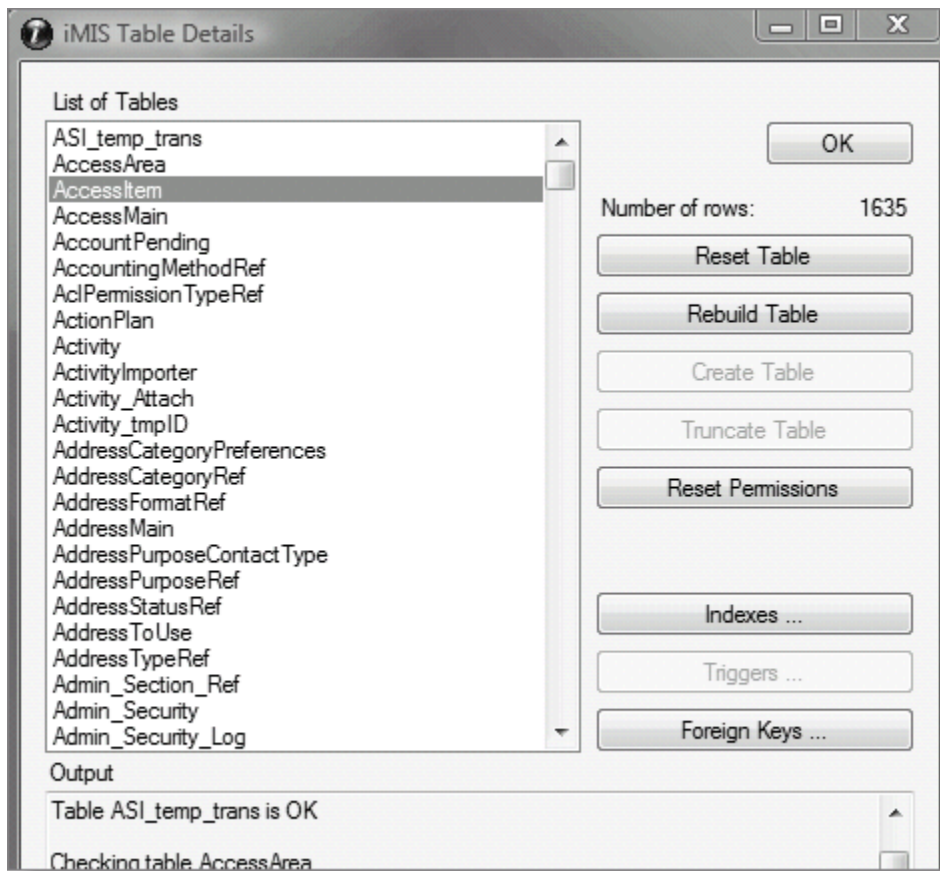 iMIS Table Details
List of Tables
ASI_temp_trans
AccessArea
AccessItem
AccessMain
AccountPending
AccountingMethodRef
AclPermissionTypeRef
ActionPlan
Activity
ActivityImporter
Activity_Attach
Activity_tmpID
AddressCategoryPreferences
AddressCategoryRef
AddressFormatRef
AddressMain
AddressPurposeContactType
AddressPurposeRef
AddressStatusRef
AddressToUse
AddressTypeRef
Admin_Section_Ref
Admin_Security
Admin_Security_Log
OK
Number of rows: 1635
Reset Table
Rebuild Table
Create Table
Truncate Table
Reset Permissions
Indexes ...
Triggers ...
Foreign Keys ...
Output
Table ASI_temp_trans is OK
Checking table AccessArea